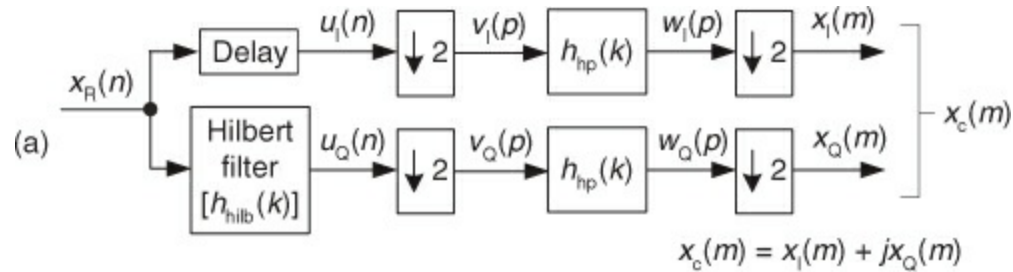 (a)
x_R(n)
Delay
u_I(n)
↓ 2
v_I(p)
h_hp(k)
w_I(p)
↓ 2
x_I(m)
Hilbert
filter
[h_hilb(k)]
u_Q(n)
↓ 2
v_Q(p)
h_hp(k)
w_Q(p)
↓ 2
x_Q(m)
x_c(m)
x_c(m) = x_I(m) + jx_Q(m)